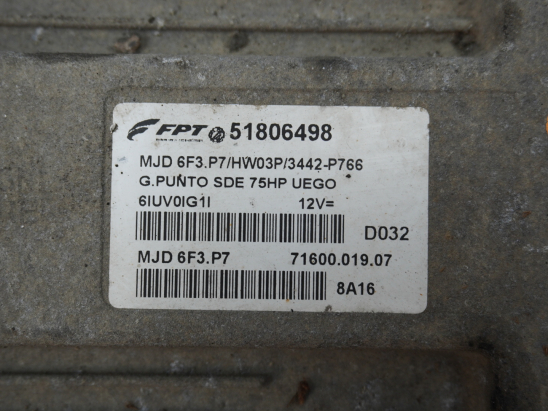 FPT 51806498
MJD 6F3.P7/HW03P/3442-P766
G.PUNTO SDE 75HP UEGO
6IUV0IG1I 12V=
D032
MJD 6F3.P7 71600.019.07
8A16